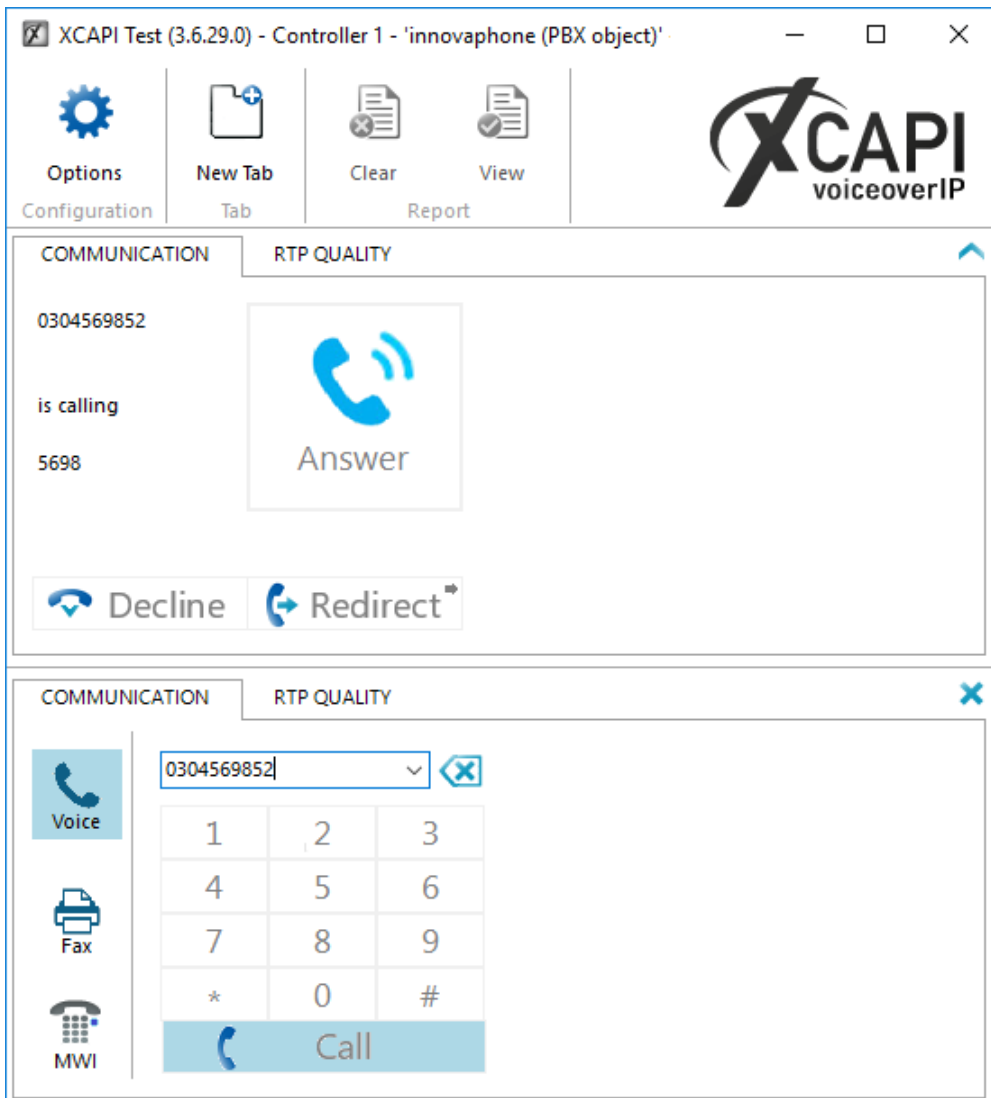 XCAPI Test (3.6.29.0) - Controller 1 - 'innovaphone (PBX object)'
Options New Tab Clear View
Configuration Tab Report
XCAPI
voiceoverIP
COMMUNICATION RTP QUALITY
0304569852
is calling
5698
Answer
Decline Redirect
COMMUNICATION RTP QUALITY
Voice
0304569852
1 2 3
4 5 6
Fax
7 8 9
* 0 #
MWI
Call